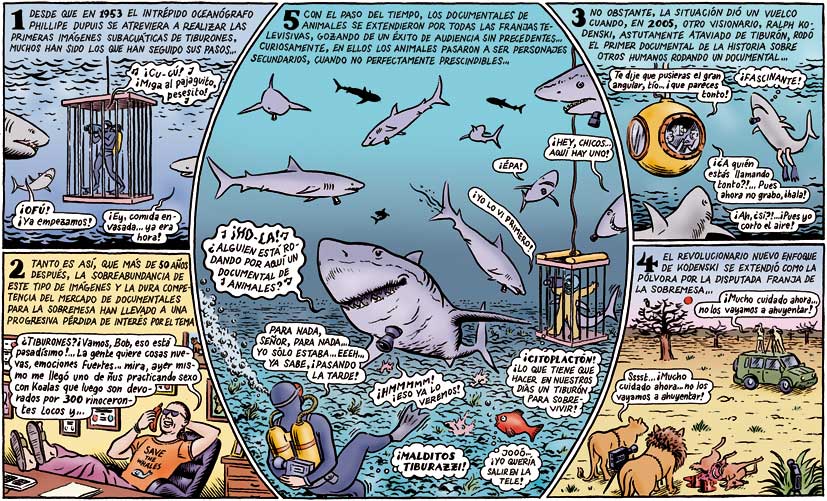 1 DESDE QUE EN 1953 EL INTRÉPIDO OCEANÓGRAFO
PHILLIPE DUPUIS SE ATREVIERA A REALIZAR LAS
PRIMERAS IMÁGENES SUBACUÁTICAS DE TIBURONES,
MUCHOS HAN SIDO LOS QUE HAN SEGUIDO SUS PASOS...
¡CU-CÚ!
¡Miga al pajaguito,
pesesito!
¡OFÚ!
¡Ya empezamos!
¡Ey, comida en-
vasada... ya era
hora!
2 TANTO ES ASÍ, QUE MÁS DE 50 AÑOS
DESPUÉS, LA SOBREABUNDANCIA DE
ESTE TIPO DE IMÁGENES Y LA DURA COMPE-
TENCIA DEL MERCADO DE DOCUMENTALES
PARA LA SOBREMESA HAN LLEVADO A UNA
PROGRESIVA PÉRDIDA DE INTERÉS POR EL TEMA
¿TIBURONES? ¡Vamos, Bob, eso está
pasadísimo!... La gente quiere cosas nue-
vas, emociones fuertes... mira, ayer mis-
mo me llegó uno de ñus practicando sexo
con Koalas que luego son devo-
rados por 300 rinoceron-
tes locos y...
SAVE
THE
WHALES
3 NO OBSTANTE, LA SITUACIÓN DIÓ UN VUELCO
CUANDO, EN 2005, OTRO VISIONARIO, RALPH KO-
DENSKI, ASTUTAMENTE ATAVIADO DE TIBURÓN, RODÓ
EL PRIMER DOCUMENTAL DE LA HISTORIA SOBRE
OTROS HUMANOS RODANDO UN DOCUMENTAL...
Te dije que pusieras el gran
angular, tío... ¡que pareces
tonto!
¡FASCINANTE!
¡¿A quién
estás llamando
tonto?!... Pues
ahora no grabo, ¡hala!
¡Ah, ¿sí?!...¡Pues yo
corto el aire!
4 EL REVOLUCIONARIO NUEVO ENFOQUE
DE KODENSKI SE EXTENDIÓ COMO LA
PÓLVORA POR LA DISPUTADA FRANJA DE
LA SOBREMESA...
¡Mucho cuidado ahora...
no los vayamos a ahuyentar!
Sssst...¡Mucho
cuidado ahora...no los
vayamos a ahuyentar!
5 CON EL PASO DEL TIEMPO, LOS DOCUMENTALES DE
ANIMALES SE EXTENDIERON POR TODAS LAS FRANJAS TE-
LEVISIVAS, GOZANDO DE UN ÉXITO DE AUDIENCIA SIN PRECEDENTES...
CURIOSAMENTE, EN ELLOS LOS ANIMALES PASARON A SER PERSONAJES
SECUNDARIOS, CUANDO NO PERFECTAMENTE PRESCINDIBLES...
¡HEY, CHICOS...
AQUÍ HAY UNO!
¡ÉPA!
¡YO LO VI PRIMERO!
¡HO-LA!
¿ALGUIEN ESTÁ RO-
DANDO POR AQUÍ UN
DOCUMENTAL DE
ANIMALES?
PARA NADA,
SEÑOR, PARA NADA...
YO SÓLO ESTABA... EEEH...
YA SABE, ¡PASANDO
LA TARDE!
¡HMMMMM!
¡ESO YA LO
VEREMOS!
¡CITOPLACTÓN!
¡LO QUE TIENE QUE
HACER EN NUESTROS
DÍAS UN TIBURÓN
PARA SOBRE-
VIVIR!
¡MALDITOS
TIBURAZZI!
JOOÓ...
¡YO QUERÍA
SALIR EN LA
TELE!